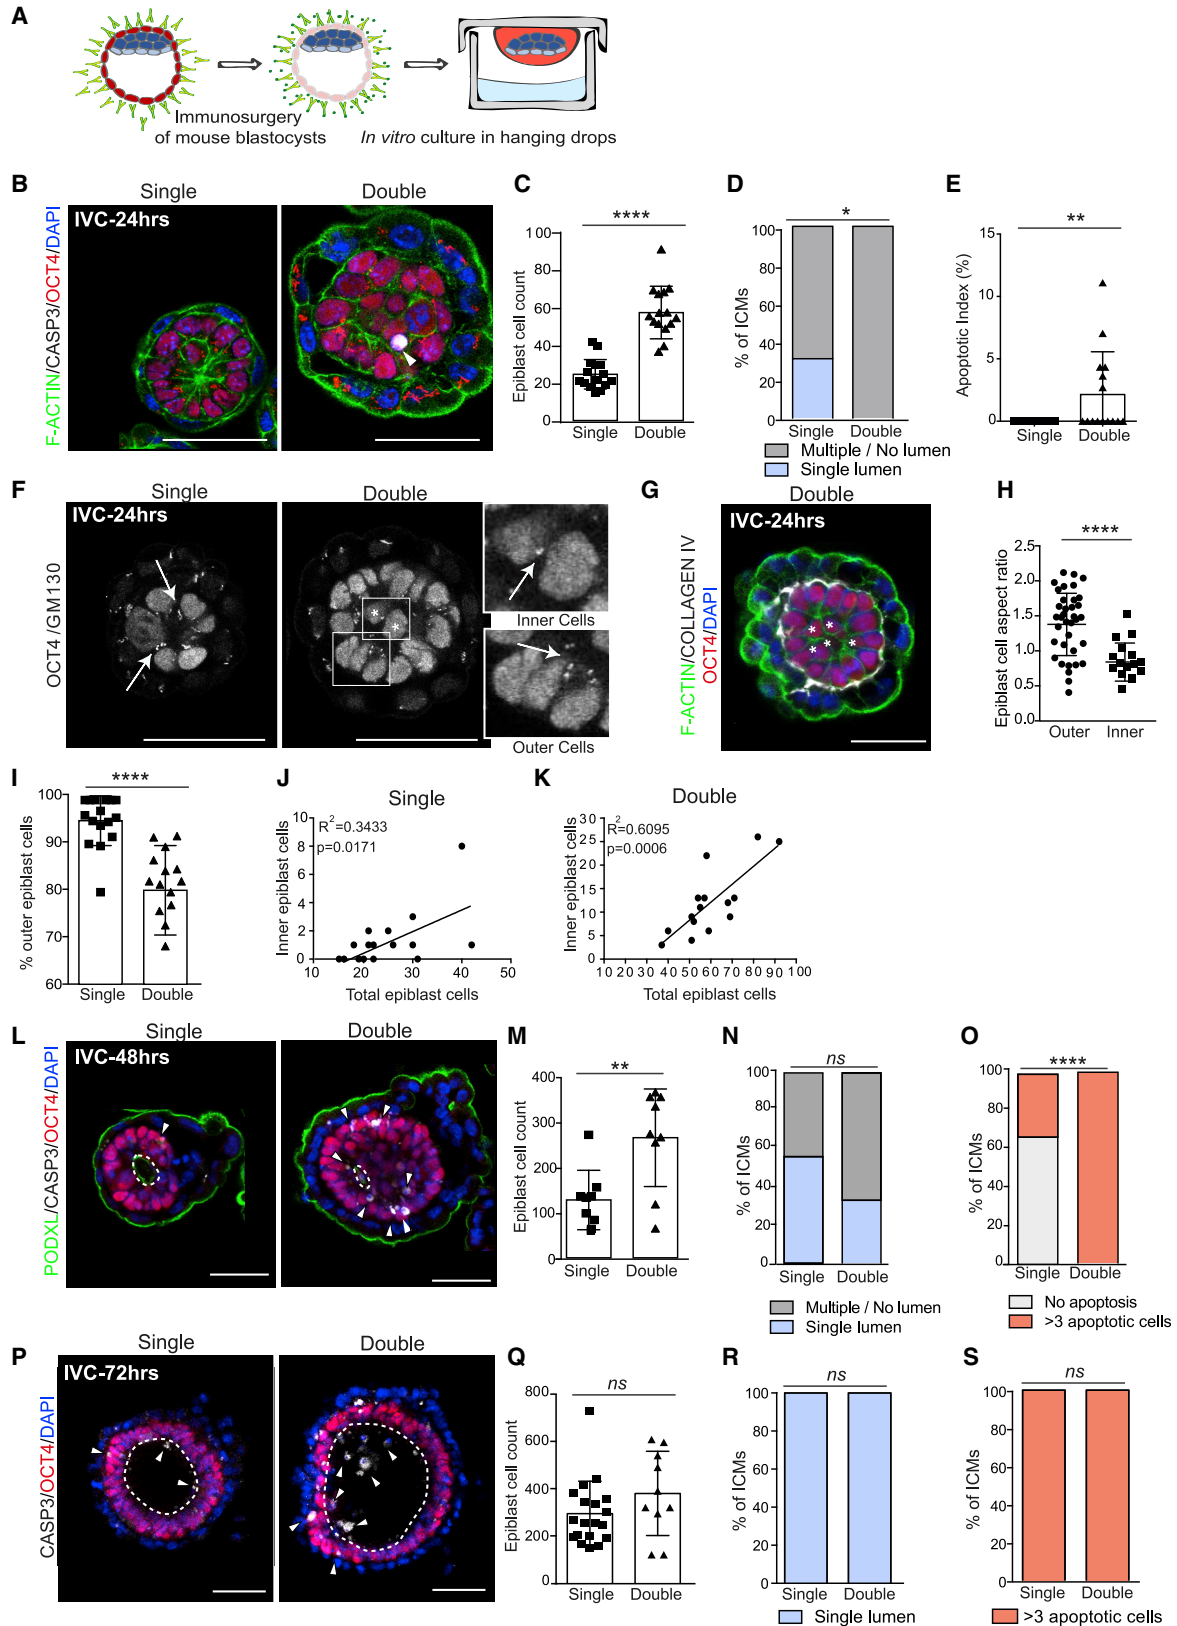 A
Immunosurgery
of mouse blastocysts
In vitro culture in hanging drops
B
Single
Double
F-ACTIN/CASP3/OCT4/DAPI
IVC-24hrs
C
****
Epiblast cell count
100
80
60
40
20
0
Single
Double
D
*
% of ICMs
100
80
60
40
20
0
Single
Double
Multiple / No lumen
Single lumen
E
**
Apoptotic Index (%)
15
10
5
0
Single
Double
F
Single
Double
OCT4 /GM130
IVC-24hrs
*
*
Inner Cells
Outer Cells
G
Double
F-ACTIN/COLLAGEN IV
OCT4/DAPI
IVC-24hrs
* * * * * *
H
****
Epiblast cell aspect ratio
2.5
2.0
1.5
1.0
0.5
0.0
Outer
Inner
I
****
% outer epiblast cells
100
90
80
70
60
Single
Double
J
Single
R2=0.3433
p=0.0171
Inner epiblast cells
10
8
6
4
2
0
10 20 30 40 50
Total epiblast cells
K
Double
R2=0.6095
p=0.0006
Inner epiblast cells
30
25
20
15
10
5
0
10 20 30 40 50 60 70 80 90 100
Total epiblast cells
L
Single
Double
PODXL/CASP3/OCT4/DAPI
IVC-48hrs
M
**
Epiblast cell count
400
300
200
100
0
Single
Double
N
ns
% of ICMs
100
80
60
40
20
0
Single
Double
Multiple / No lumen
Single lumen
O
****
% of ICMs
100
80
60
40
20
0
Single
Double
No apoptosis
>3 apoptotic cells
P
Single
Double
CASP3/OCT4/DAPI
IVC-72hrs
Q
ns
Epiblast cell count
800
600
400
200
0
Single
Double
R
ns
% of ICMs
100
80
60
40
20
0
Single
Double
Single lumen
S
ns
% of ICMs
100
80
60
40
20
0
Single
Double
>3 apoptotic cells